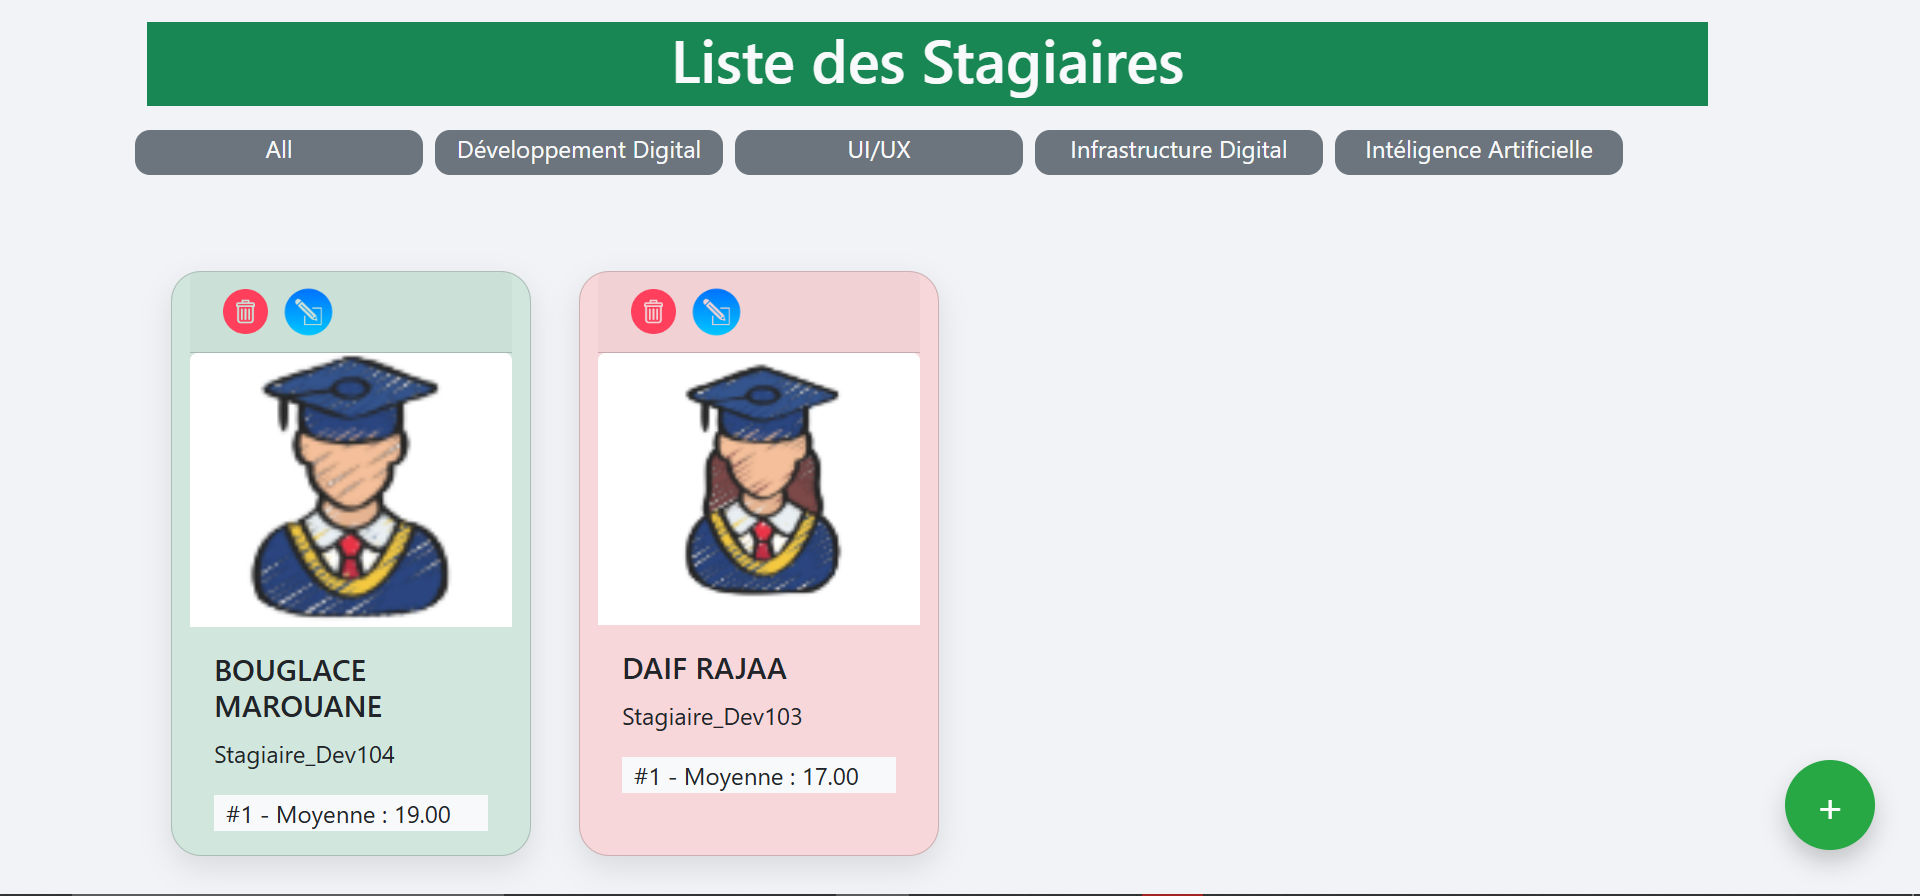 Liste des Stagiaires
All
Développement Digital
UI/UX
Infrastructure Digital
Intéligence Artificielle
BOUGLACE
MAROUANE
Stagiaire_Dev104
#1 - Moyenne : 19.00
DAIF RAJAA
Stagiaire_Dev103
#1 - Moyenne : 17.00
+